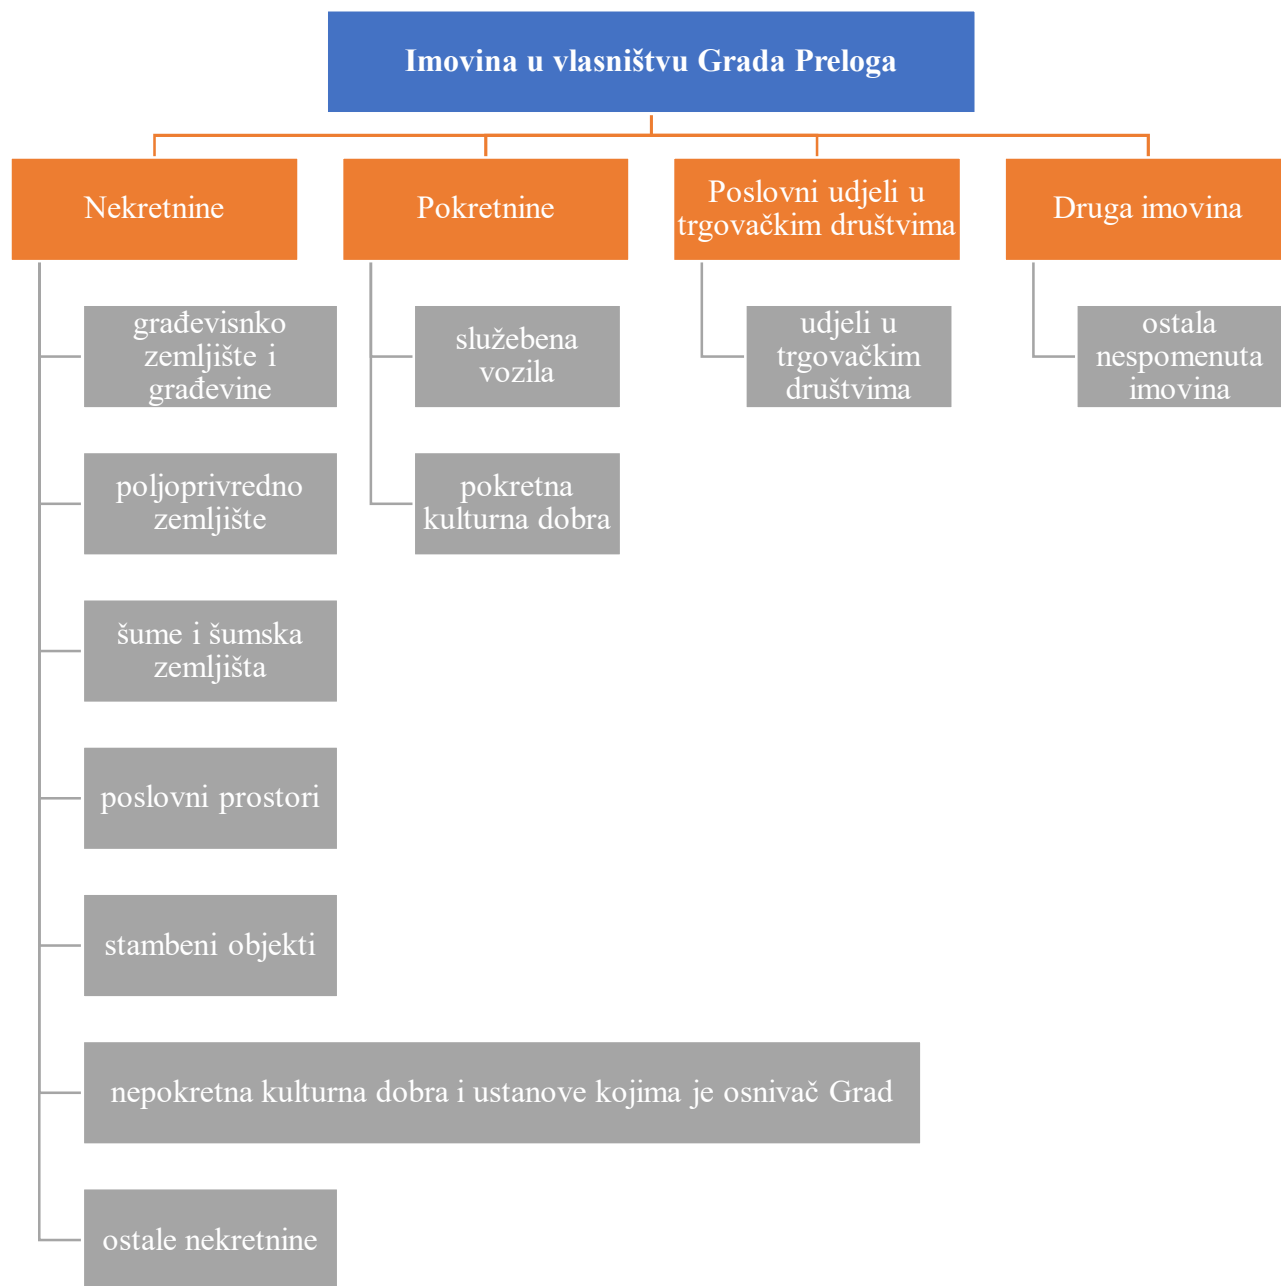 Imovina u vlasništvu Grada Preloga
Nekretnine
građevisnko
zemljište i
građevine
poljoprivredno
zemljište
šume i šumska
zemljišta
poslovni prostori
stambeni objekti
nepokretna kulturna dobra i ustanove kojima je osnivač Grad
ostale nekretnine
Pokretnine
službena
vozila
pokretna
kulturna dobra
Poslovni udjeli u
trgovačkim društvima
udjeli u
trgovačkim
društvima
Druga imovina
ostala
nespomenuta
imovina